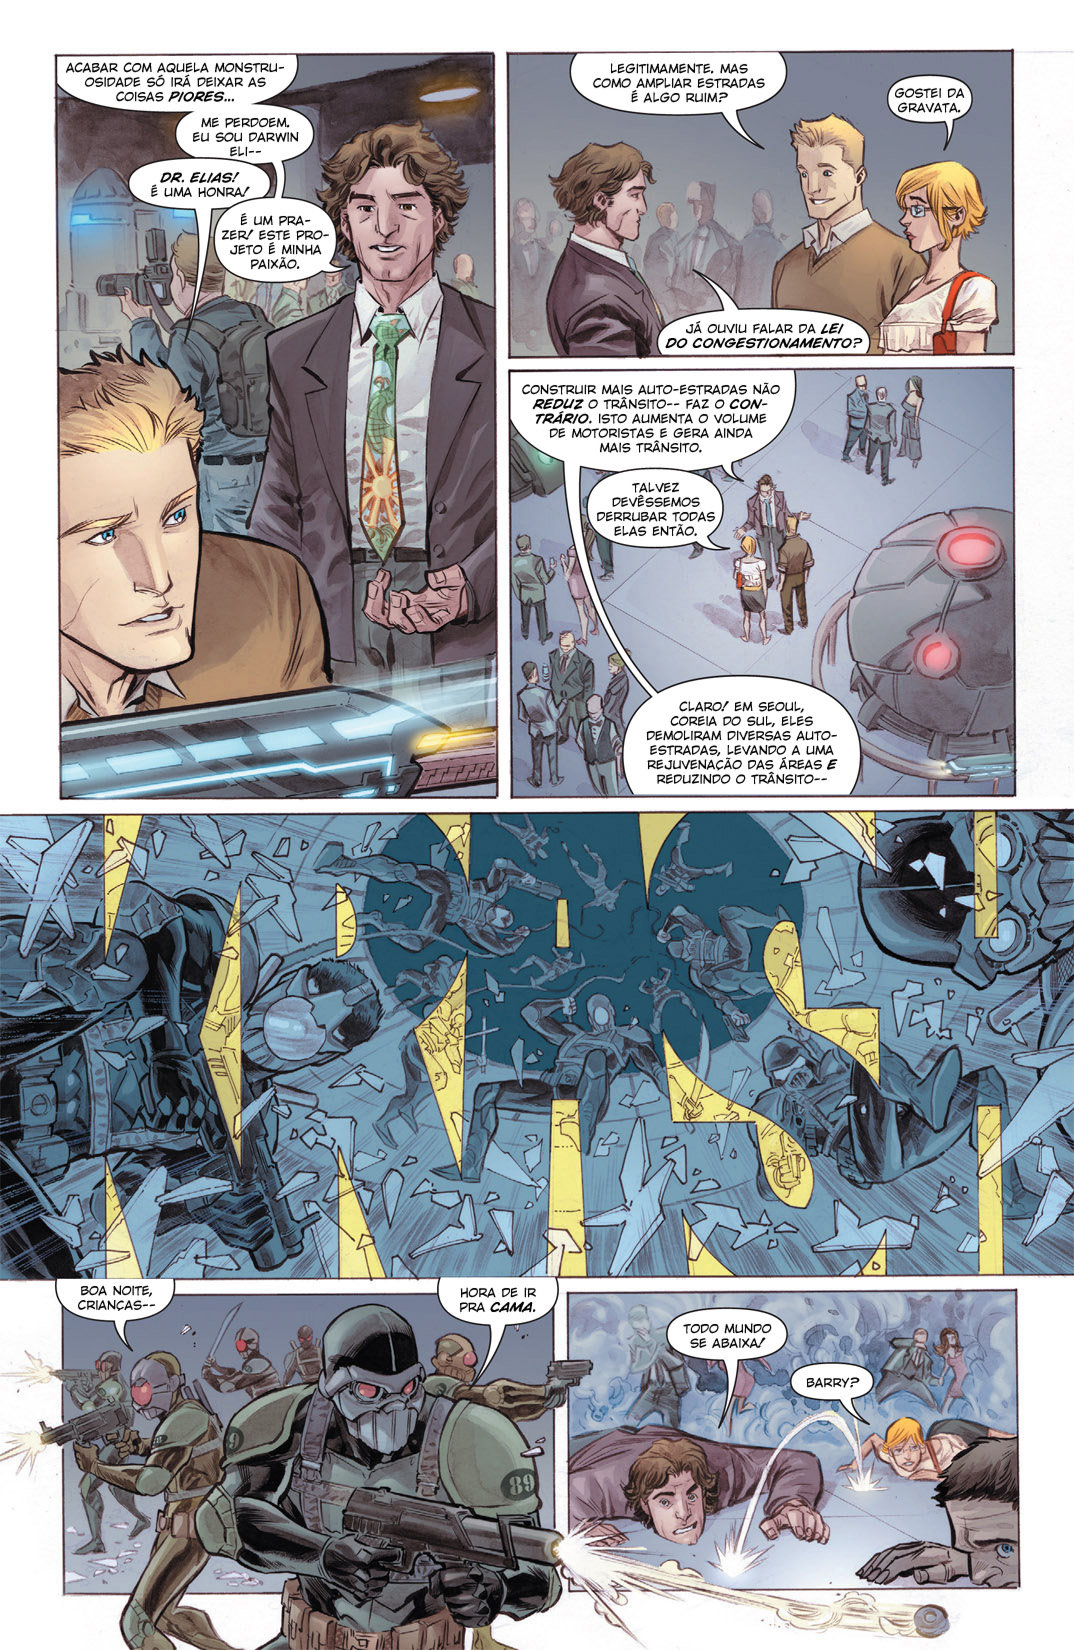 ACABAR COM AQUELA MONSTRU-
OSIDADE SÓ IRÁ DEIXAR AS
COISAS PIORES...
ME PERDOEM.
EU SOU DARWIN
ELI--
DR. ELIAS!
É UMA HONRA!
É UM PRA-
ZER! ESTE PRO-
JETO É MINHA
PAIXÃO.
LEGITIMAMENTE. MAS
COMO AMPLIAR ESTRADAS
É ALGO RUIM?
GOSTEI DA
GRAVATA.
JÁ OUVIU FALAR DA LEI
DO CONGESTIONAMENTO?
CONSTRUIR MAIS AUTO-ESTRADAS NÃO
REDUZ O TRÂNSITO-- FAZ O CON-
TRÁRIO. ISTO AUMENTA O VOLUME
DE MOTORISTAS E GERA AINDA
MAIS TRÂNSITO.
TALVEZ
DEVÊSSEMOS
DERRUBAR TODAS
ELAS ENTÃO.
CLARO! EM SEOUL,
COREIA DO SUL, ELES
DEMOLIRAM DIVERSAS AUTO-
ESTRADAS, LEVANDO A UMA
REJUVENAÇÃO DAS ÁREAS E
REDUZINDO O TRÂNSITO--
BOA NOITE,
CRIANÇAS--
HORA DE IR
PRA CAMA.
89
89
TODO MUNDO
SE ABAIXA!
BARRY?